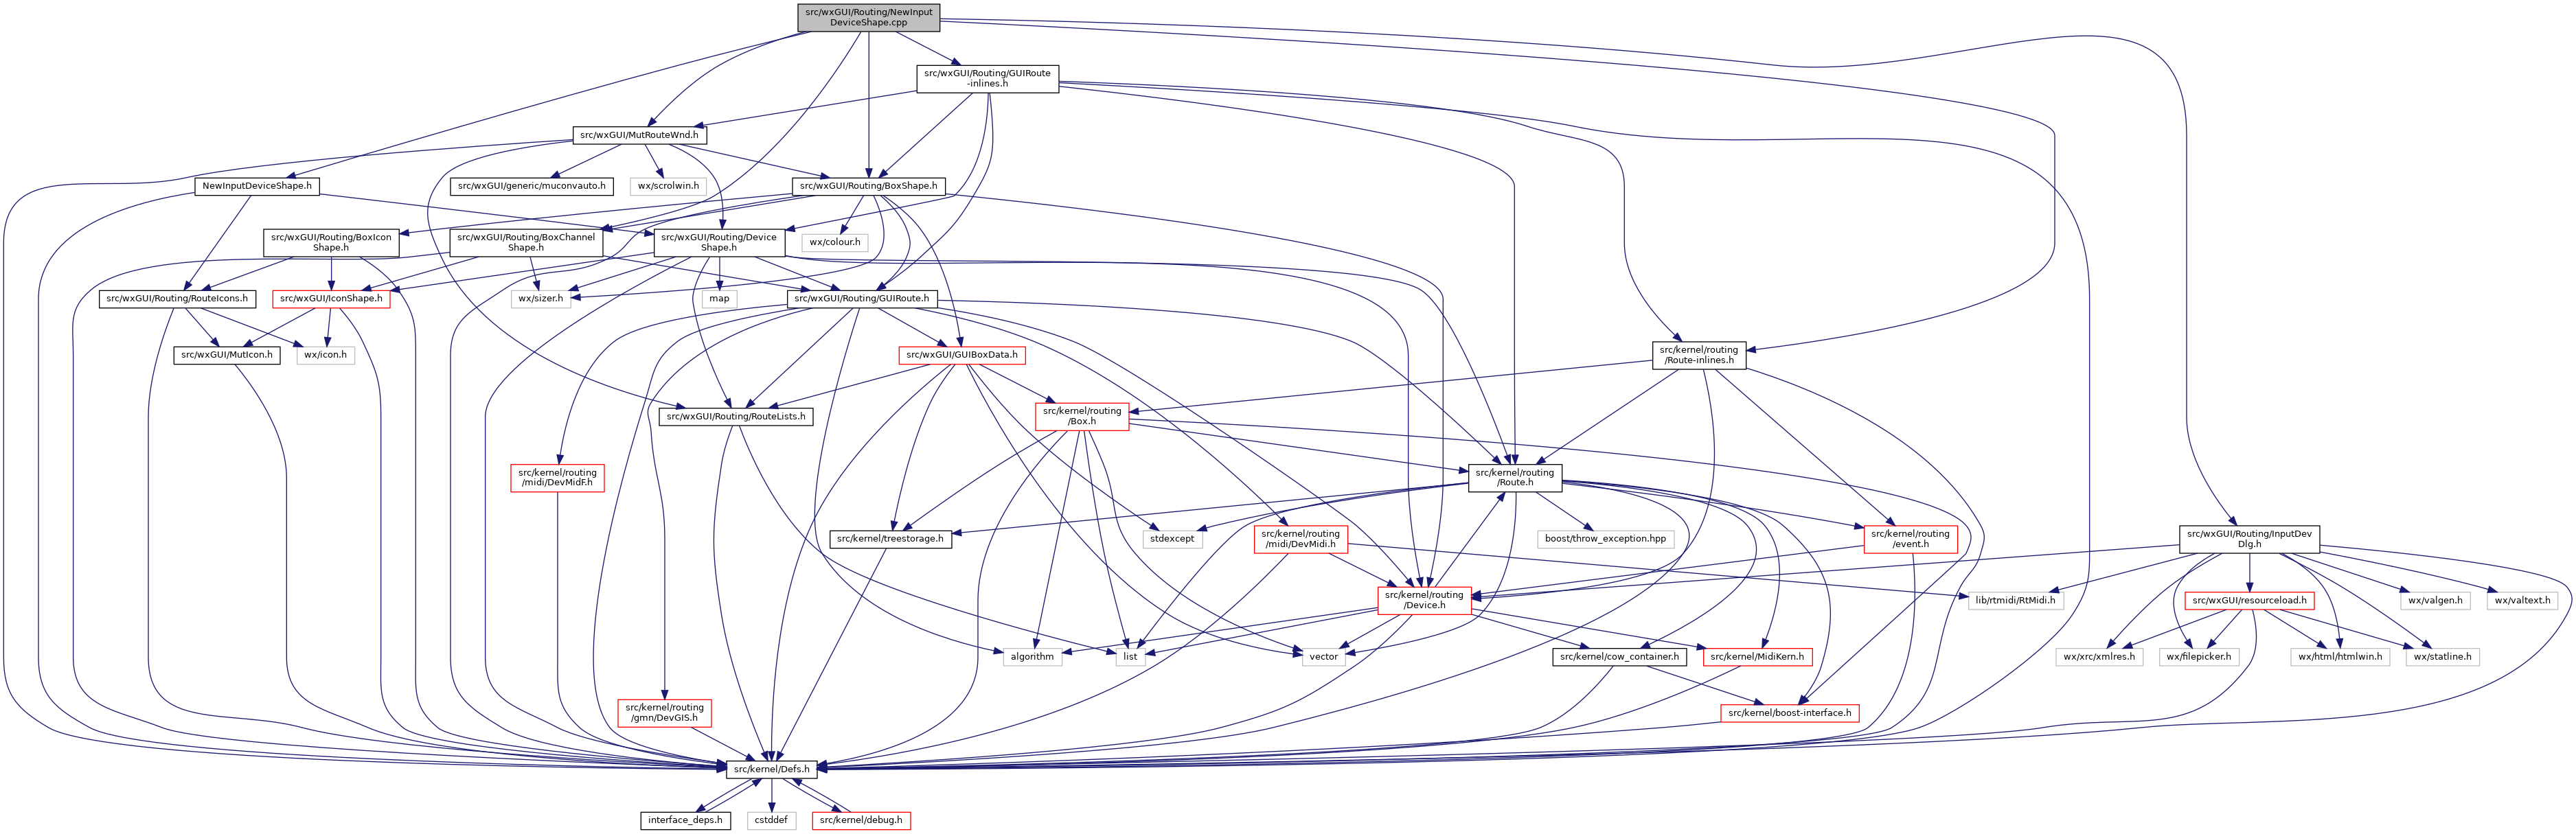 src/wxGUI/Routing/NewInput
DeviceShape.cpp
src/wxGUI/Routing/GUIRoute
-inlines.h
src/wxGUI/MutRouteWnd.h
NewInputDeviceShape.h
src/wxGUI/generic/muconvauto.h
wx/scrolwin.h
src/wxGUI/Routing/BoxShape.h
src/wxGUI/Routing/BoxIcon
Shape.h
src/wxGUI/Routing/BoxChannel
Shape.h
src/wxGUI/Routing/Device
Shape.h
wx/colour.h
src/wxGUI/Routing/RouteIcons.h
src/wxGUI/IconShape.h
wx/sizer.h
map
src/wxGUI/Routing/GUIRoute.h
src/wxGUI/MutIcon.h
wx/icon.h
src/wxGUI/GUIBoxData.h
src/kernel/routing
/Route-inlines.h
src/wxGUI/Routing/RouteLists.h
src/kernel/routing
/Box.h
src/kernel/routing
/midi/DevMidF.h
src/kernel/routing
/Route.h
src/kernel/treestorage.h
stdexcept
src/kernel/routing
/midi/DevMidi.h
boost/throw_exception.hpp
src/kernel/routing
/event.h
src/wxGUI/Routing/InputDev
Dlg.h
src/kernel/routing
/Device.h
lib/rtmidi/RtMidi.h
src/wxGUI/resourceload.h
wx/valgen.h
wx/valtext.h
algorithm
list
vector
src/kernel/cow_container.h
src/kernel/MidiKern.h
wx/xrc/xmlres.h
wx/filepicker.h
wx/html/htmlwin.h
wx/statline.h
src/kernel/routing
/gmn/DevGIS.h
src/kernel/boost-interface.h
src/kernel/Defs.h
interface_deps.h
cstddef
src/kernel/debug.h